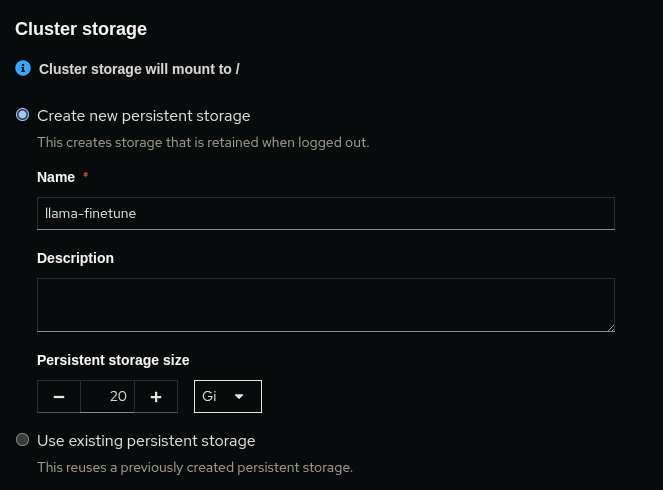 Cluster storage
Cluster storage will mount to /
Create new persistent storage
This creates storage that is retained when logged out.
Name *
llama-finetune
Description
Persistent storage size
20 Gi
Use existing persistent storage
This reuses a previously created persistent storage.